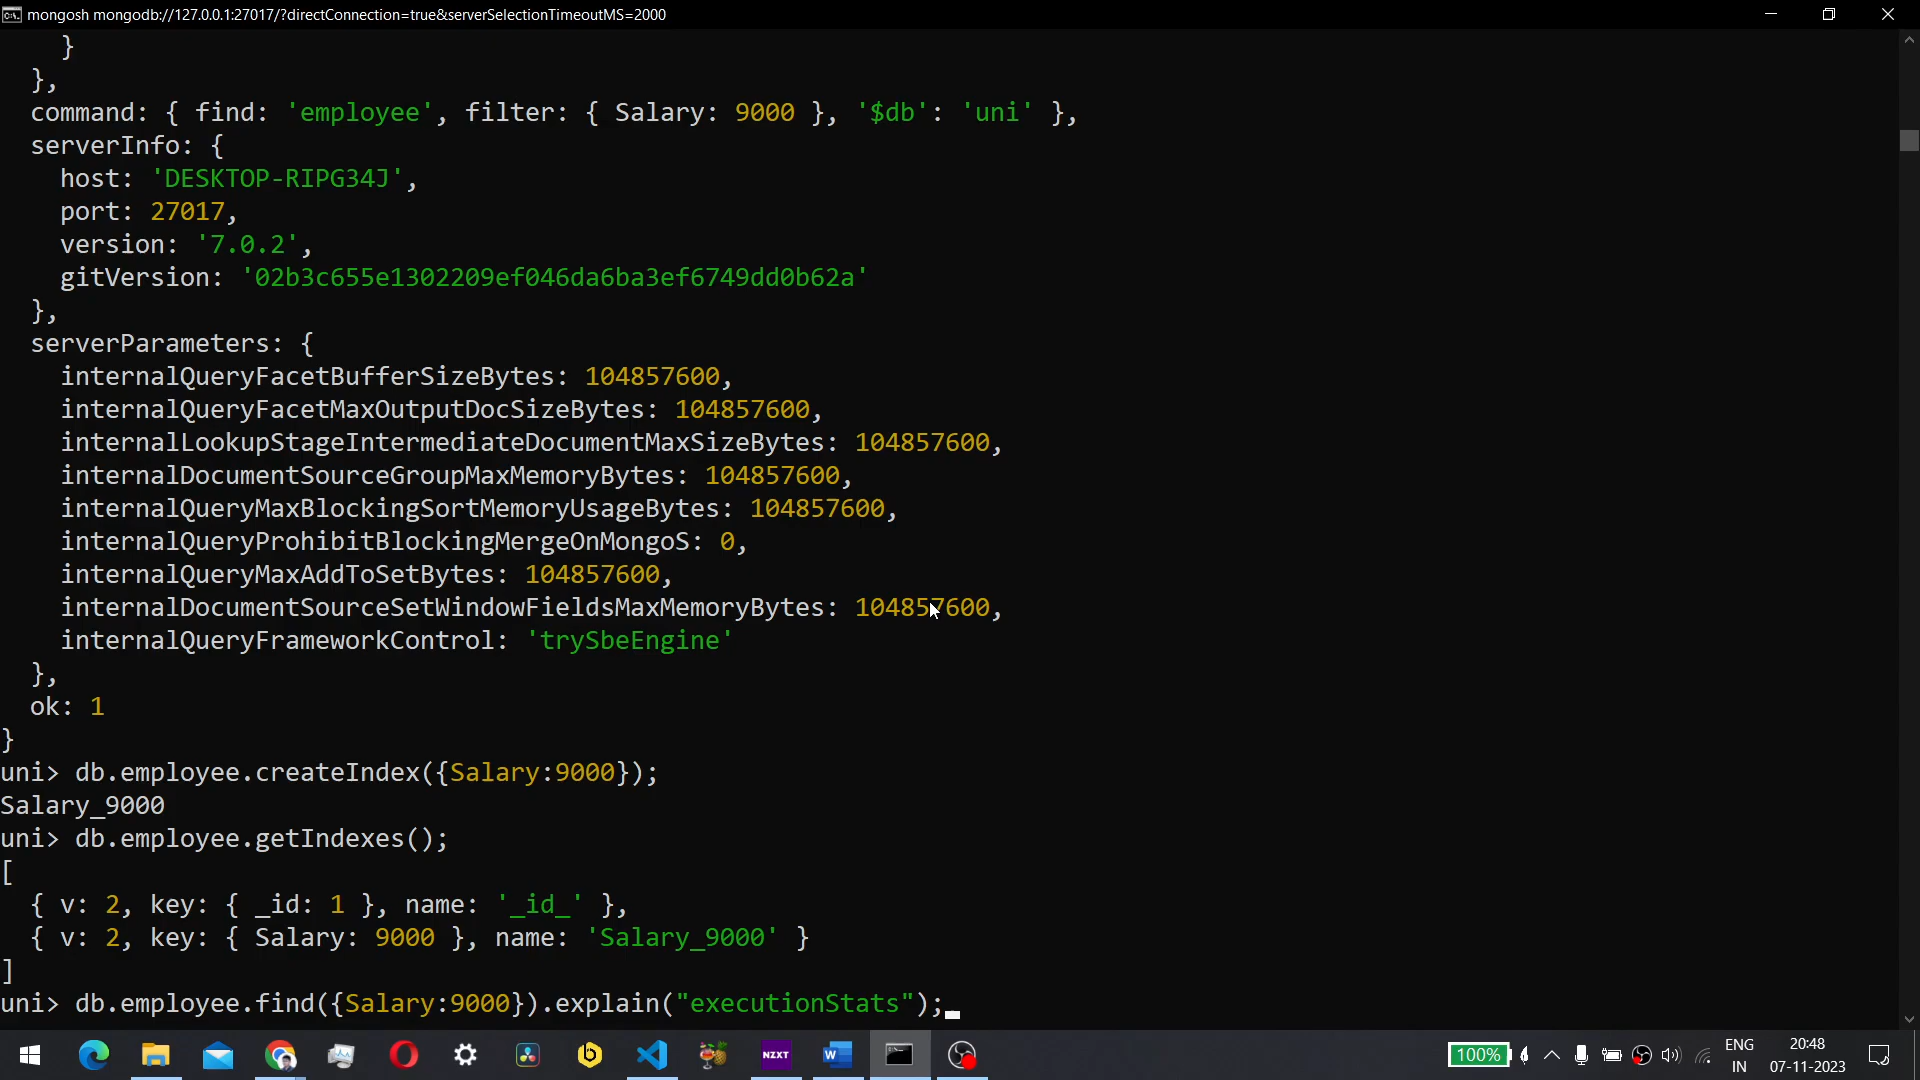 mongosh mongodb://127.0.0.1:27017/?directConnection=true&serverSelectionTimeoutMS=2000
}
},
command: { find: 'employee', filter: { Salary: 9000 }, '$db': 'uni' },
serverInfo: {
host: 'DESKTOP-RIPG34J',
port: 27017,
version: '7.0.2',
gitVersion: '02b3c655e1302209ef046da6ba3ef6749dd0b62a'
},
serverParameters: {
internalQueryFacetBufferSizeBytes: 104857600,
internalQueryFacetMaxOutputDocSizeBytes: 104857600,
internalLookupStageIntermediateDocumentMaxSizeBytes: 104857600,
internalDocumentSourceGroupMaxMemoryBytes: 104857600,
internalQueryMaxBlockingSortMemoryUsageBytes: 104857600,
internalQueryProhibitBlockingMergeOnMongoS: 0,
internalQueryMaxAddToSetBytes: 104857600,
internalDocumentSourceSetWindowFieldsMaxMemoryBytes: 104857600,
internalQueryFrameworkControl: 'trySbeEngine'
},
ok: 1
}
uni> db.employee.createIndex({Salary:9000});
Salary_9000
uni> db.employee.getIndexes();
[
{ v: 2, key: { _id: 1 }, name: '_id_' },
{ v: 2, key: { Salary: 9000 }, name: 'Salary_9000' }
]
uni> db.employee.find({Salary:9000}).explain("executionStats");
NZXT
W
100%
ENG
IN
20:48
07-11-2023